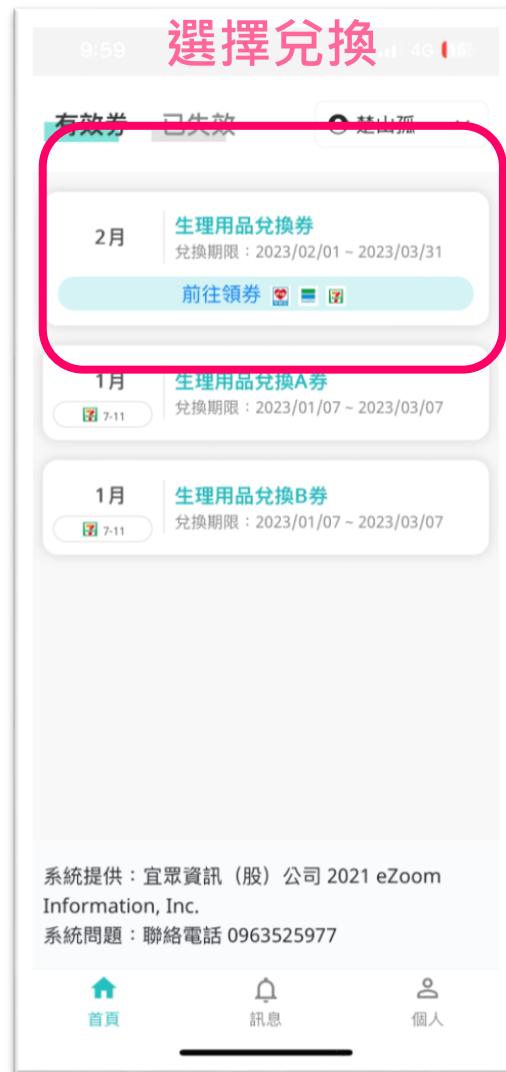 選擇兌換
9:59
4G
有效券 已失效 楚山孤
2月
生理用品兌換券
兌換期限：2023/02/01 ~ 2023/03/31
前往領券
1月
7-11
生理用品兌換A券
兌換期限：2023/01/07 ~ 2023/03/07
1月
7-11
生理用品兌換B券
兌換期限：2023/01/07 ~ 2023/03/07
系統提供：宜眾資訊（股）公司 2021 eZoom
Information, Inc.
系統問題：聯絡電話 0963525977
首頁 訊息 個人